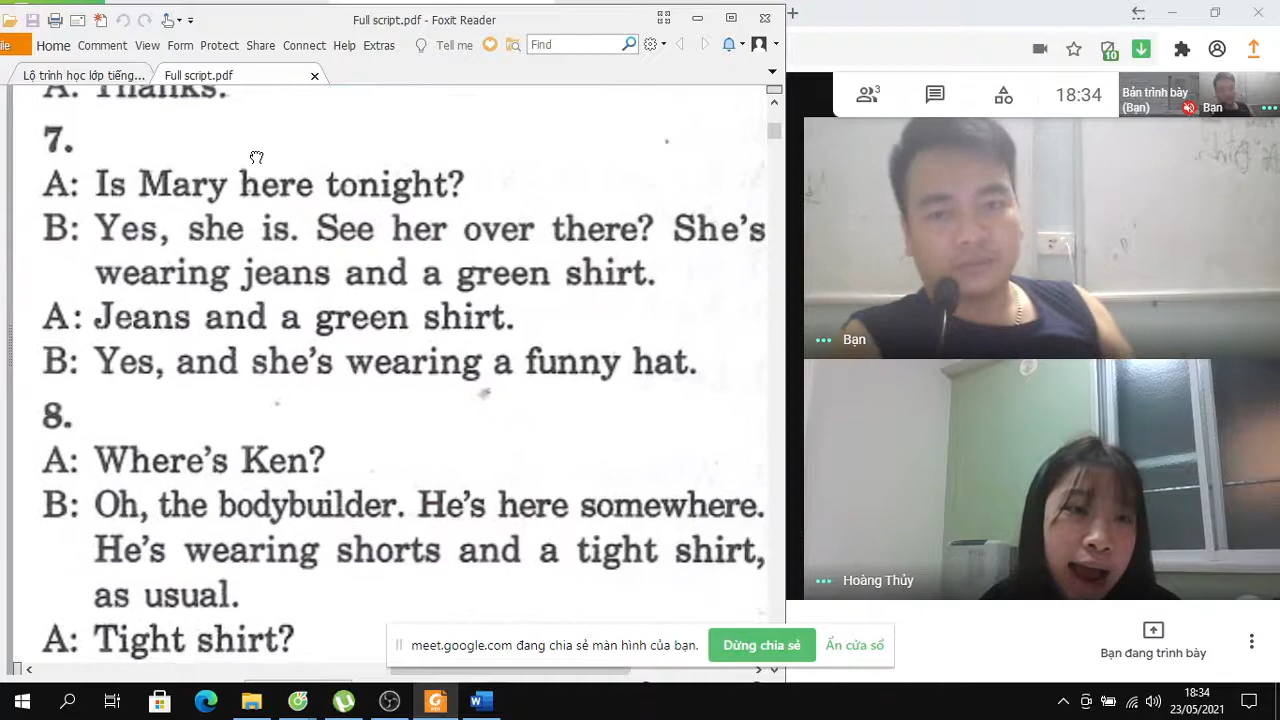 Full script.pdf - Foxit Reader
File Home Comment View Form Protect Share Connect Help Extras Tell me Find
Lộ trình học lớp tiếng... Full script.pdf
A: Thanks.
7.
A: Is Mary here tonight?
B: Yes, she is. See her over there? She's
wearing jeans and a green shirt.
A: Jeans and a green shirt.
B: Yes, and she's wearing a funny hat.
8.
A: Where's Ken?
B: Oh, the bodybuilder. He's here somewhere.
He's wearing shorts and a tight shirt,
as usual.
A: Tight shirt?
10
3
18:34
Bản trình bày
(Bạn)
Bạn
Bạn
Hoàng Thủy
Bạn đang trình bày
meet.google.com đang chia sẻ màn hình của bạn. Dừng chia sẻ Ẩn cửa sổ
18:34
23/05/2021